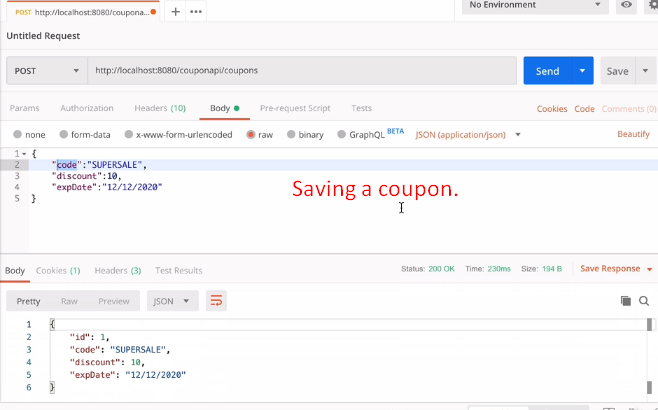 POST http://localhost:8080/coupona...
No Environment
Untitled Request
POST http://localhost:8080/couponapi/coupons Send Save
Params Authorization Headers (10) Body Pre-request Script Tests Cookies Code Comments (0)
none form-data x-www-form-urlencoded raw binary GraphQL BETA JSON (application/json) Beautify
1 {
2 "code":"SUPERSALE",
3 "discount":10,
4 "expDate":"12/12/2020"
5 }
Saving a coupon.
Body Cookies (1) Headers (3) Test Results Status: 200 OK Time: 230ms Size: 194 B Save Response
Pretty Raw Preview JSON
1 {
2 "id": 1,
3 "code": "SUPERSALE",
4 "discount": 10,
5 "expDate": "12/12/2020"
6 }